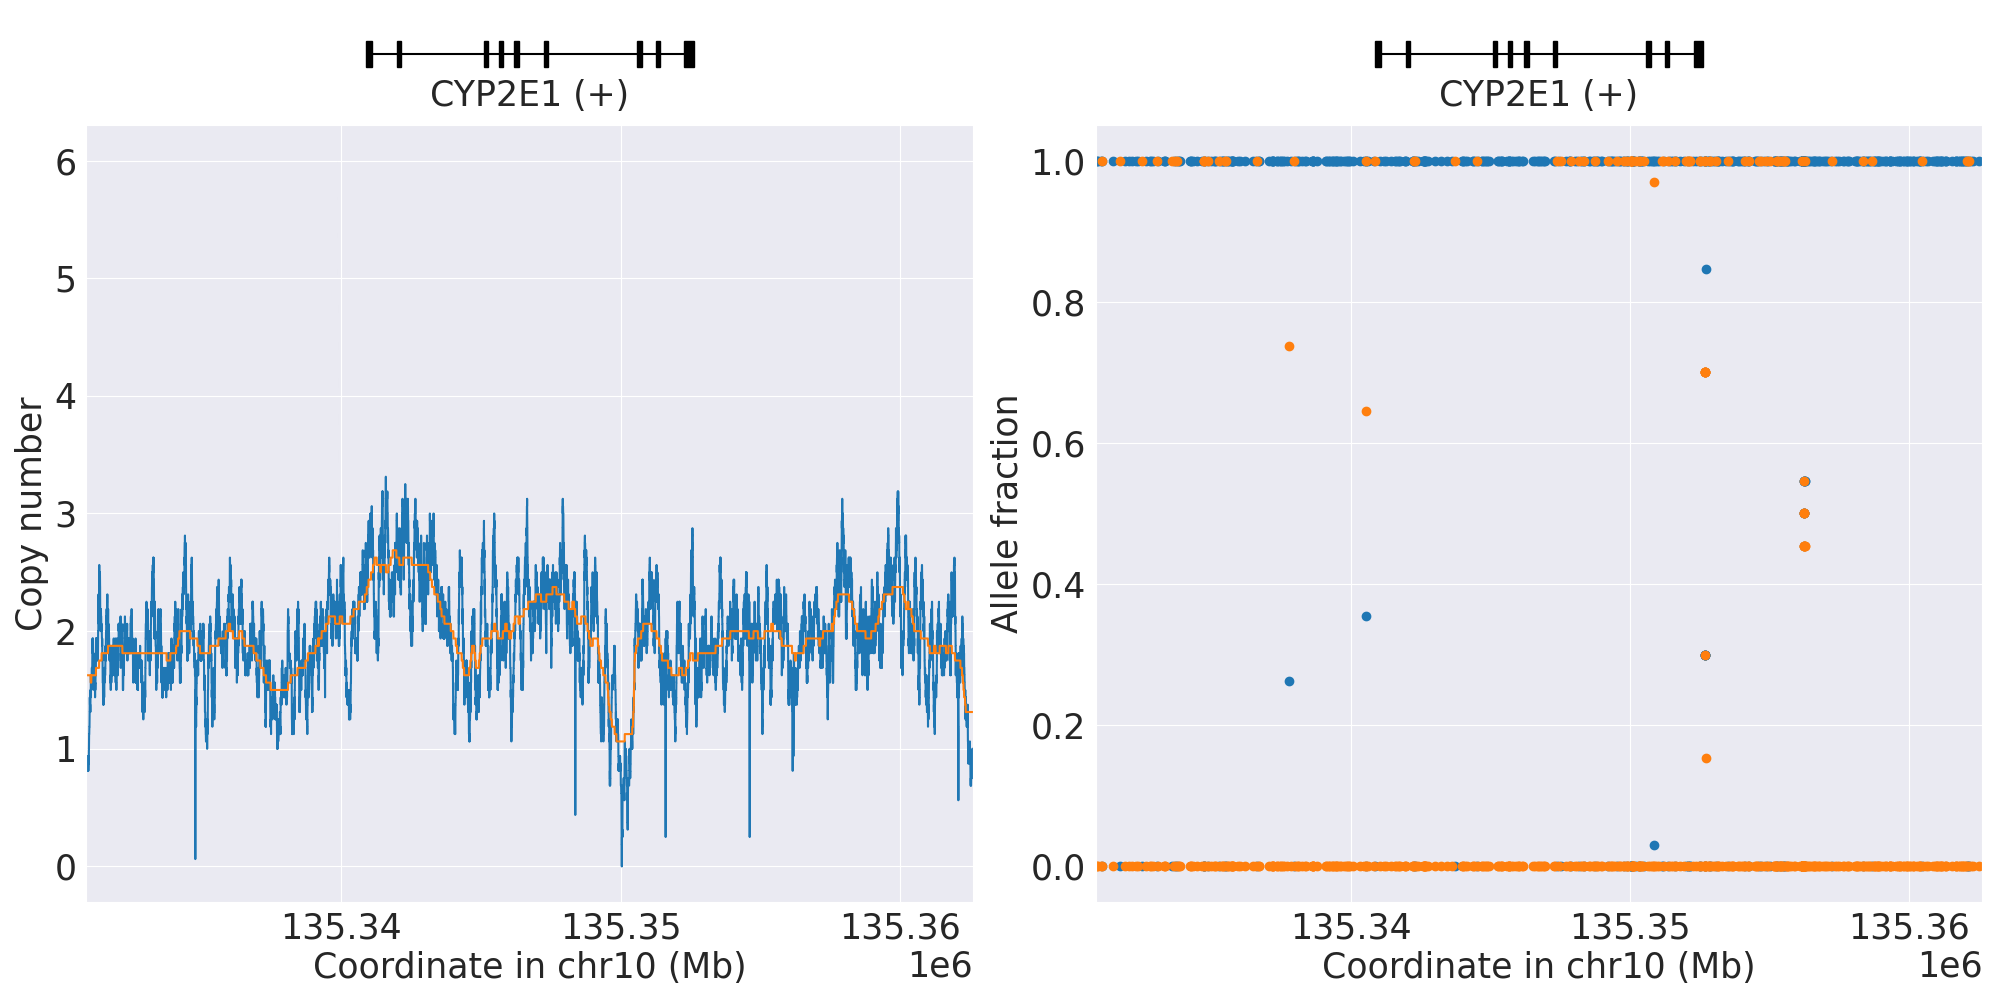 CYP2E1 (+)
6
5
4
3
2
1
0
Copy number
135.34 135.35 135.36
Coordinate in chr10 (Mb) 1e6
CYP2E1 (+)
1.0
0.8
0.6
0.4
0.2
0.0
Allele fraction
135.34 135.35 135.36
Coordinate in chr10 (Mb) 1e6